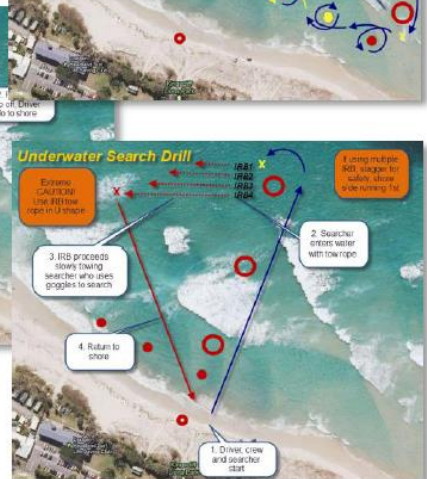 off, Driver
to shore
Underwater Search Drill
IRB1
IRB2
IRB3
IRB4
X
X
Extreme
CAUTION!
Use IRB tow
rope in U shape
If using multiple
IRB, stagger for
safety, shore
side running 1st
2. Searcher
enters water
with tow rope
3. IRB proceeds
slowly towing
searcher who uses
goggles to search
4. Return to
shore
1. Driver, crew
and searcher
start